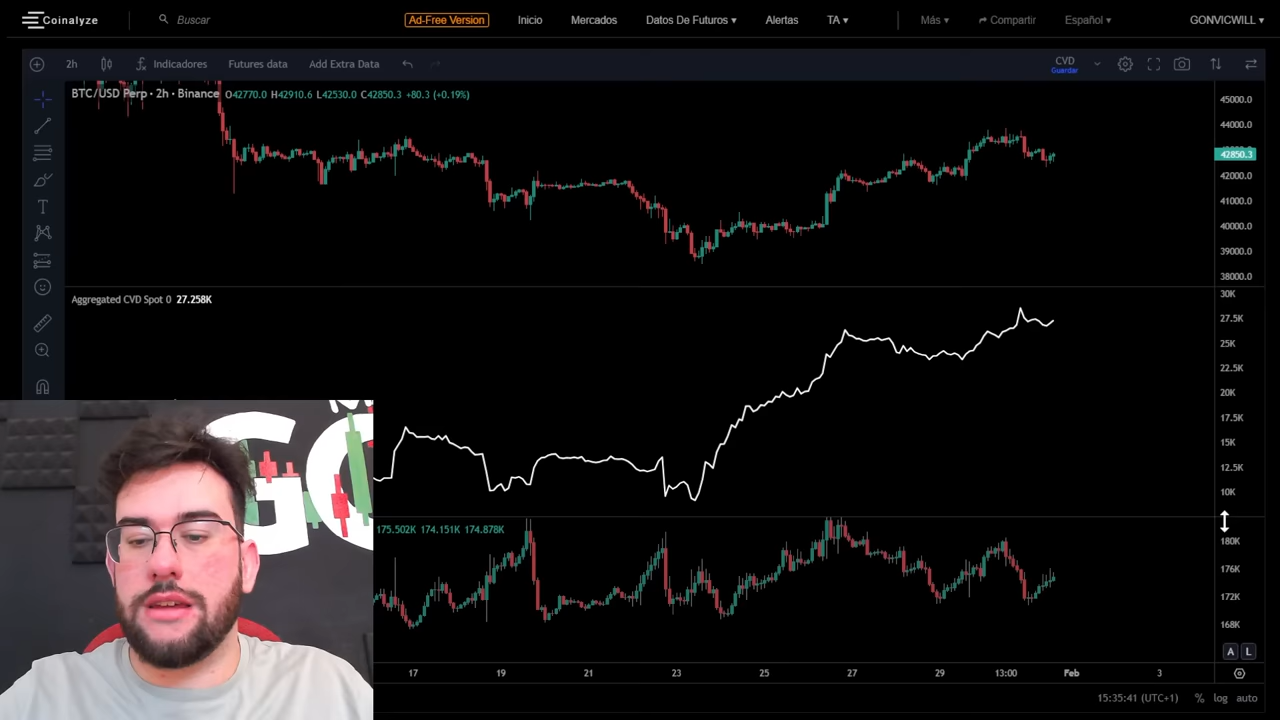 Coinalyze
Buscar
Ad-Free Version
Inicio
Mercados
Datos De Futuros ▾
Alertas
TA ▾
Más ▾
Compartir
Español ▾
GONVICWILL ▾
2h
Indicadores
Futures data
Add Extra Data
CVD
Guardar
BTC/USD Perp · 2h · Binance O42770.0 H42910.6 L42530.0 C42850.3 +80.3 (+0.19%)
45000.0
44000.0
42850.3
42000.0
41000.0
40000.0
39000.0
38000.0
Aggregated CVD Spot 0 27.258K
30K
27.5K
25K
22.5K
20K
17.5K
15K
12.5K
10K
175.502K 174.151K 174.878K
180K
176K
172K
168K
A L
17 19 21 23 25 27 29 13:00 Feb 3
15:35:41 (UTC+1) % log auto